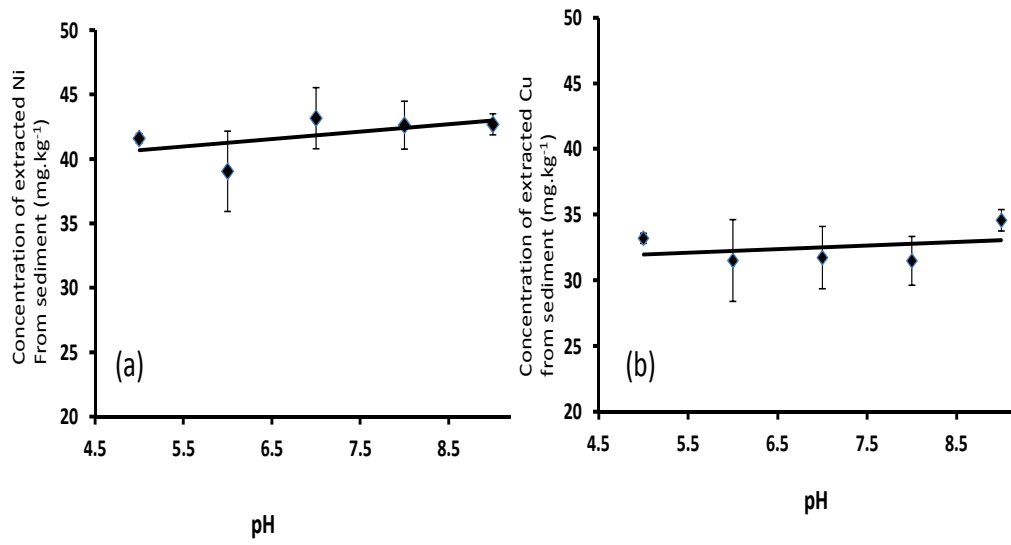 50
45
40
35
30
25
20
4.5 5.5 6.5 7.5 8.5
pH
Concentration of extracted Ni
From sediment (mg.kg⁻¹)
(a)
50
45
40
35
30
25
20
4.5 5.5 6.5 7.5 8.5
pH
Concentration of extracted Cu
from sediment (mg.kg⁻¹)
(b)